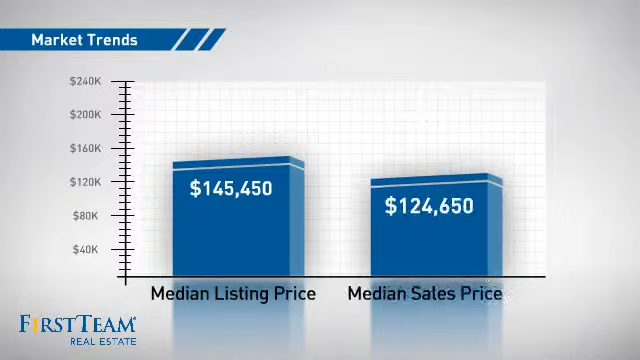 Market Trends
$240K
$200K
$160K
$120K
$80K
$40K
$145,450
$124,650
Median Listing Price
Median Sales Price
FIRSTTEAM®
REAL ESTATE